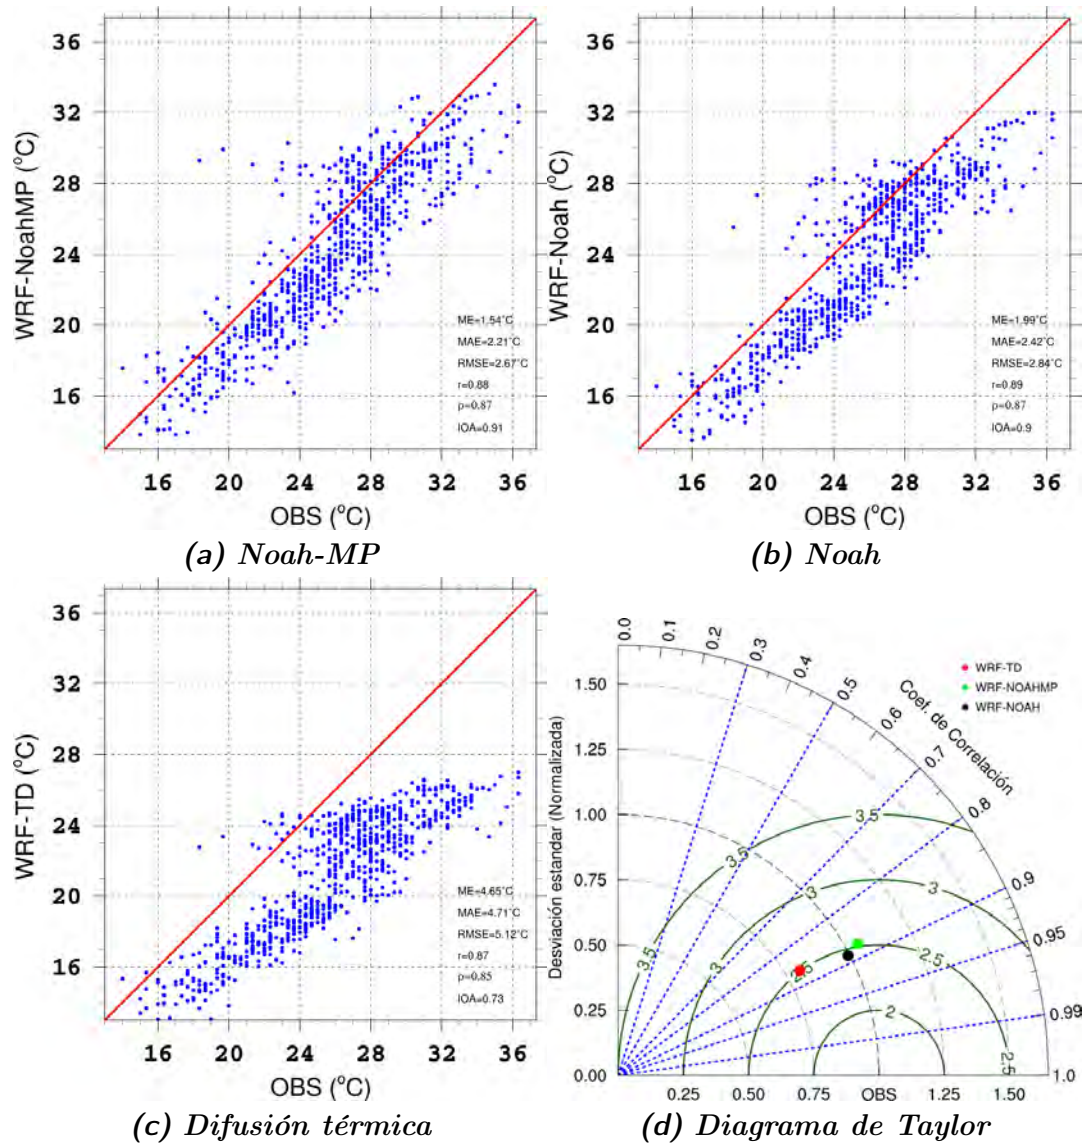 36
32
28
24
20
16
WRF-NoahMP (°C)
ME=1.54°C
MAE=2.21°C
RMSE=2.67°C
r=0.88
ρ=0.87
IOA=0.91
16 20 24 28 32 36
OBS (°C)
(a) Noah-MP
36
32
28
24
20
16
WRF-Noah (°C)
ME=1.99°C
MAE=2.42°C
RMSE=2.84°C
r=0.89
ρ=0.87
IOA=0.9
16 20 24 28 32 36
OBS (°C)
(b) Noah
36
32
28
24
20
16
WRF-TD (°C)
ME=4.65°C
MAE=4.71°C
RMSE=5.12°C
r=0.87
ρ=0.85
IOA=0.73
16 20 24 28 32 36
OBS (°C)
(c) Difusión térmica
WRF-TD
WRF-NOAHMP
WRF-NOAH
0.0 0.1 0.2 0.3 0.4 0.5 0.6 0.7 0.8 0.9 0.95 0.99 1.0
Coef. de Correlación
Desviación estandar (Normalizada)
1.50
1.25
1.00
0.75
0.50
0.25
0.00
3.5
3.5
3.5
3
3
3
2.5
2.5
2.5
2
0.25 0.50 0.75 OBS 1.25 1.50
(d) Diagrama de Taylor